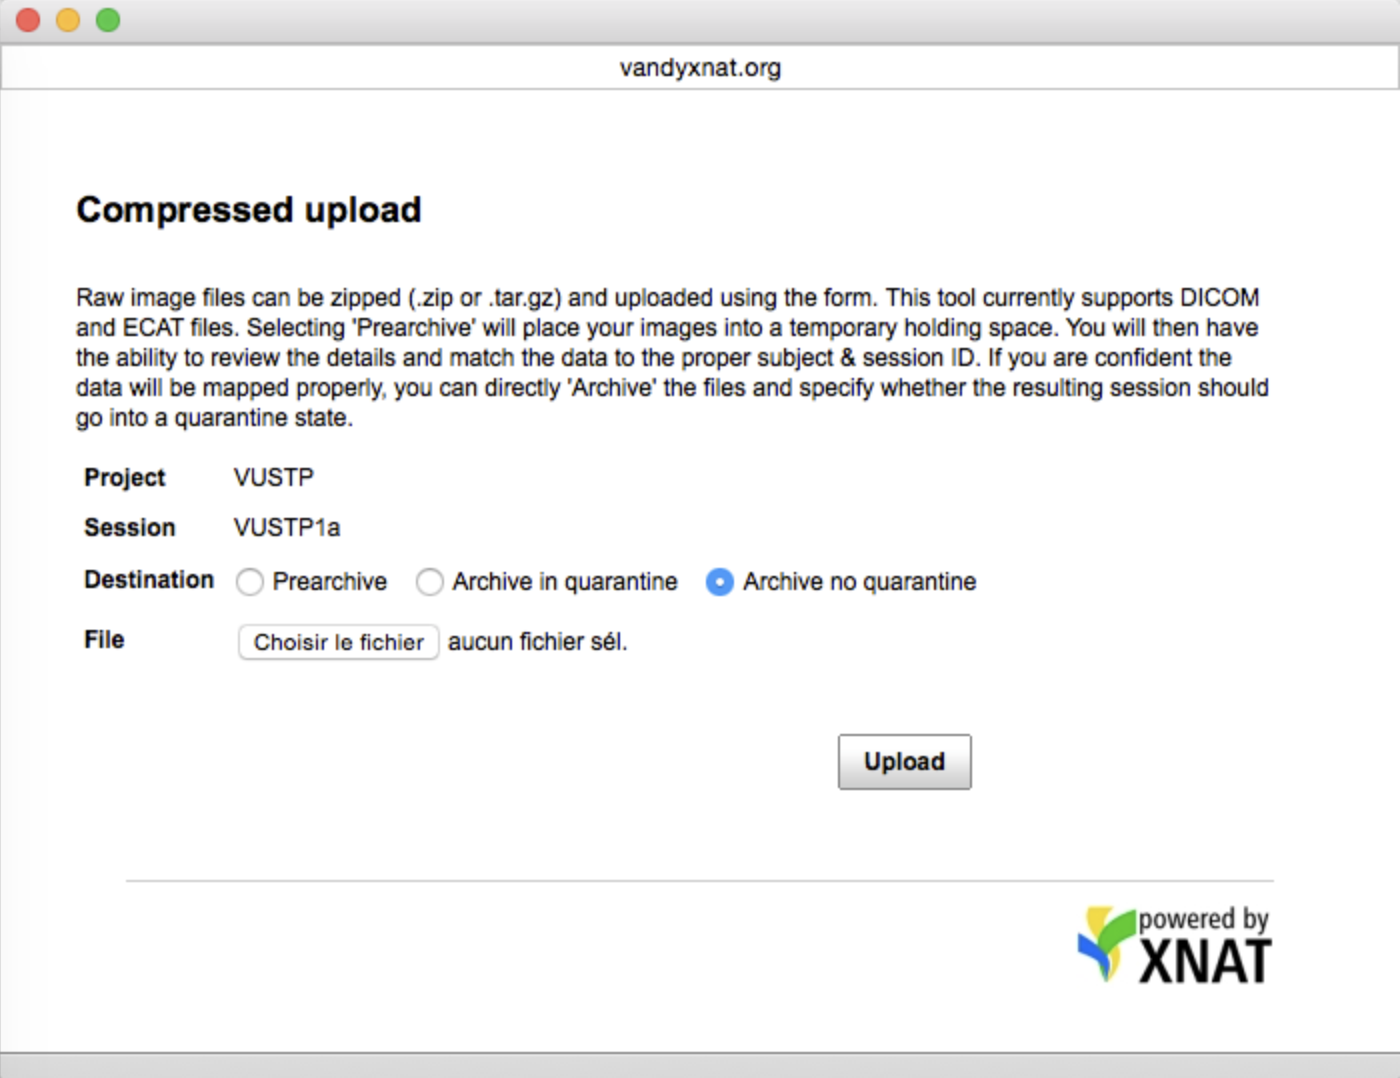 vandyxnat.org
Compressed upload
Raw image files can be zipped (.zip or .tar.gz) and uploaded using the form. This tool currently supports DICOM
and ECAT files. Selecting 'Prearchive' will place your images into a temporary holding space. You will then have
the ability to review the details and match the data to the proper subject & session ID. If you are confident the
data will be mapped properly, you can directly 'Archive' the files and specify whether the resulting session should
go into a quarantine state.
Project VUSTP
Session VUSTP1a
Destination Prearchive Archive in quarantine Archive no quarantine
File Choisir le fichier aucun fichier sél.
Upload
powered by
XNAT